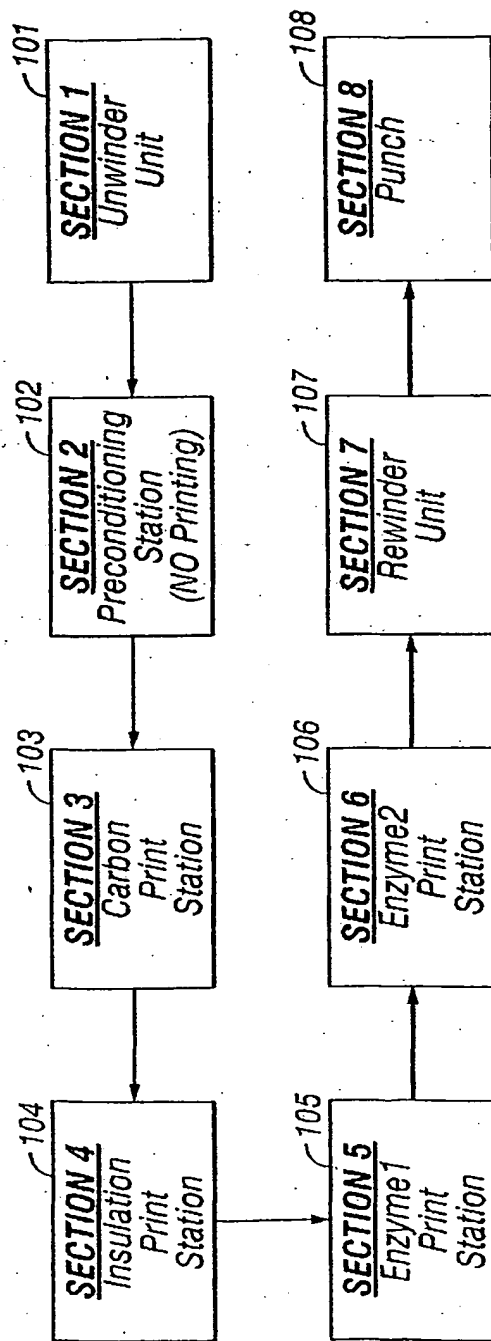 101
SECTION 1
Unwinder
Unit
102
SECTION 2
Preconditioning
Station
(NO Printing)
103
SECTION 3
Carbon
Print
Station
104
SECTION 4
Insulation
Print
Station
105
SECTION 5
Enzyme1
Print
Station
106
SECTION 6
Enzyme2
Print
Station
107
SECTION 7
Rewinder
Unit
108
SECTION 8
Punch